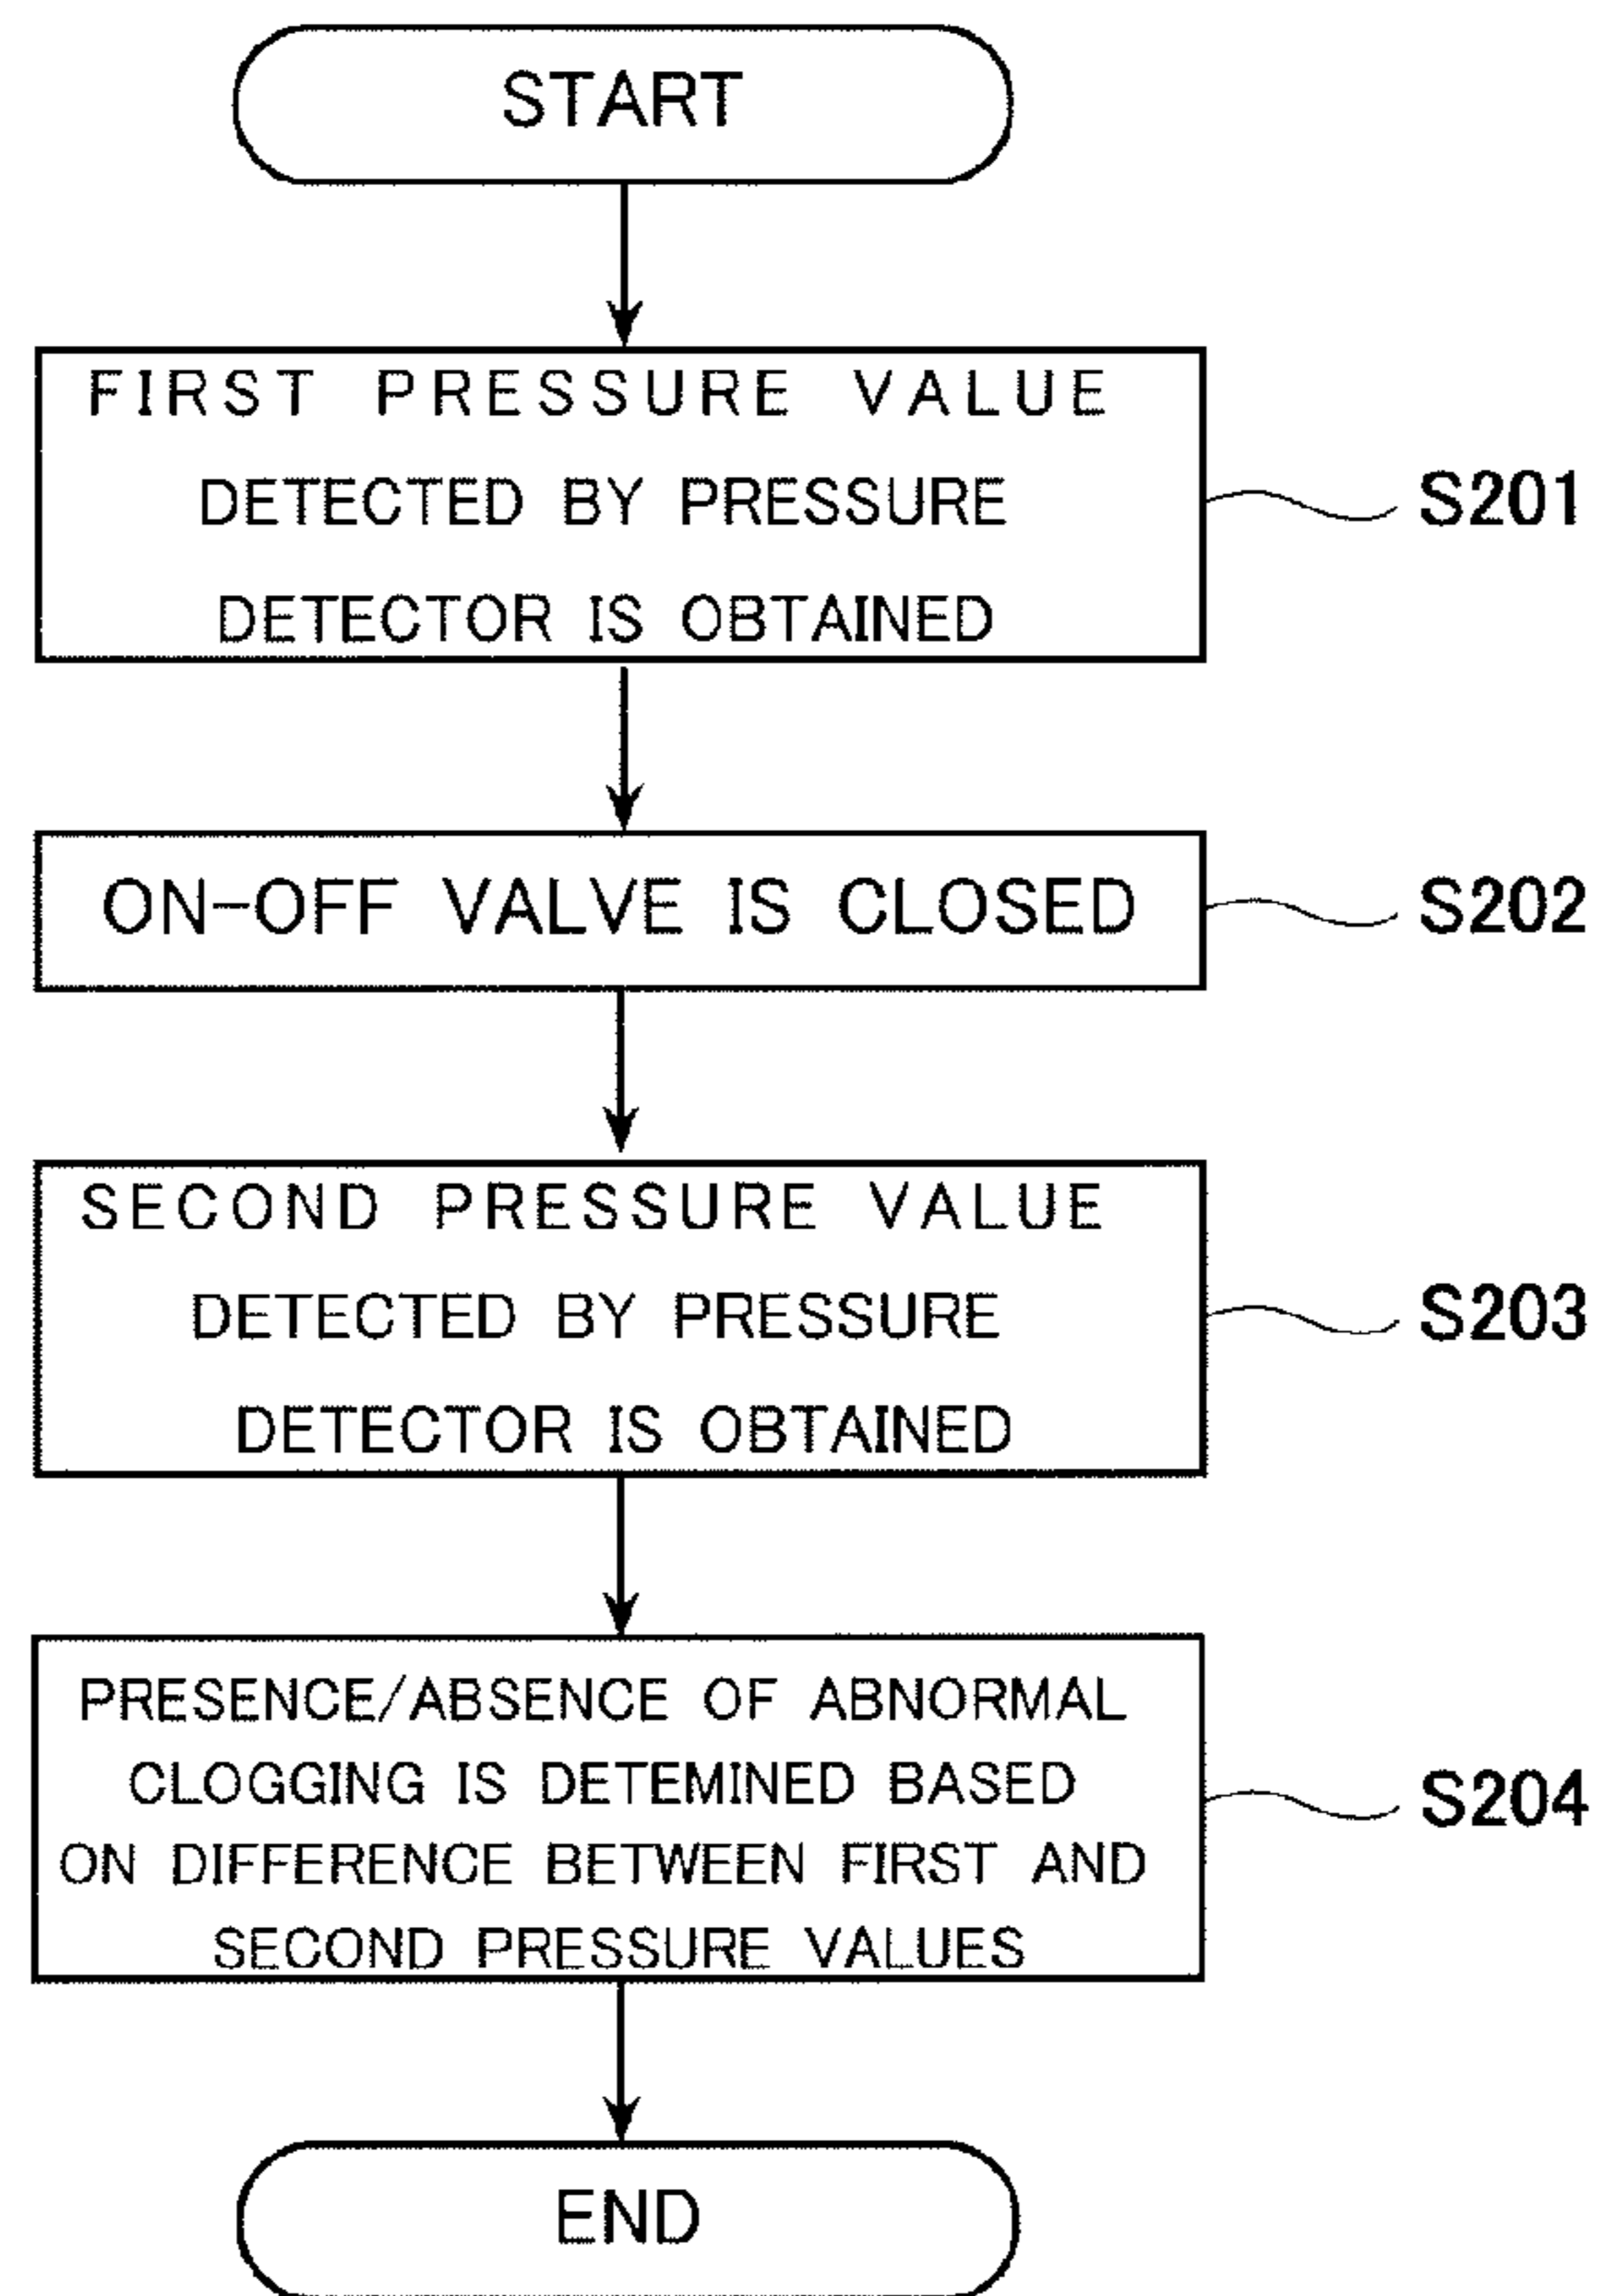 START
FIRST PRESSURE VALUE
DETECTED BY PRESSURE
DETECTOR IS OBTAINED
S201
ON-OFF VALVE IS CLOSED
S202
SECOND PRESSURE VALUE
DETECTED BY PRESSURE
DETECTOR IS OBTAINED
S203
PRESENCE/ABSENCE OF ABNORMAL
CLOGGING IS DETEMINED BASED
ON DIFFERENCE BETWEEN FIRST AND
SECOND PRESSURE VALUES
S204
END